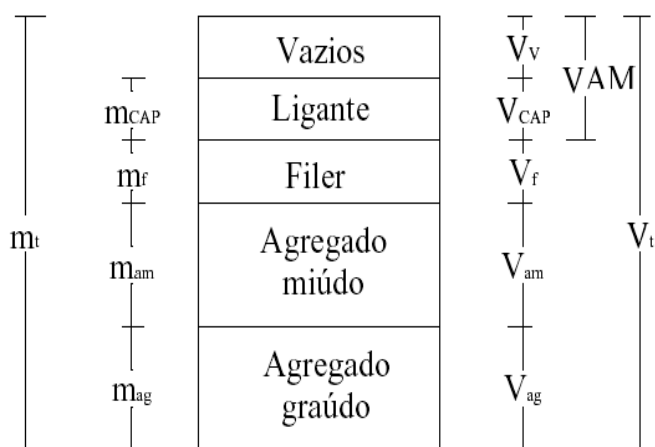 Vazios
Vv
VAM
mCAP
Ligante
VCAP
mf
Filer
Vf
mt
Agregado
miúdo
Vt
mam
Vam
mag
Agregado
graúdo
Vag